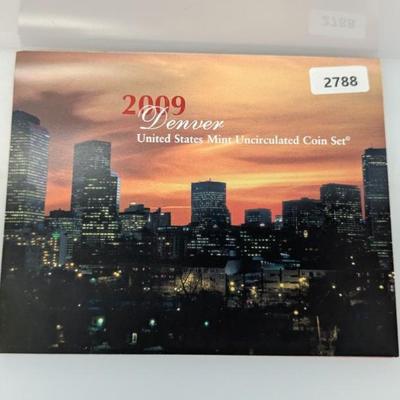 2788
2009
Denver
United States Mint Uncirculated Coin Set®